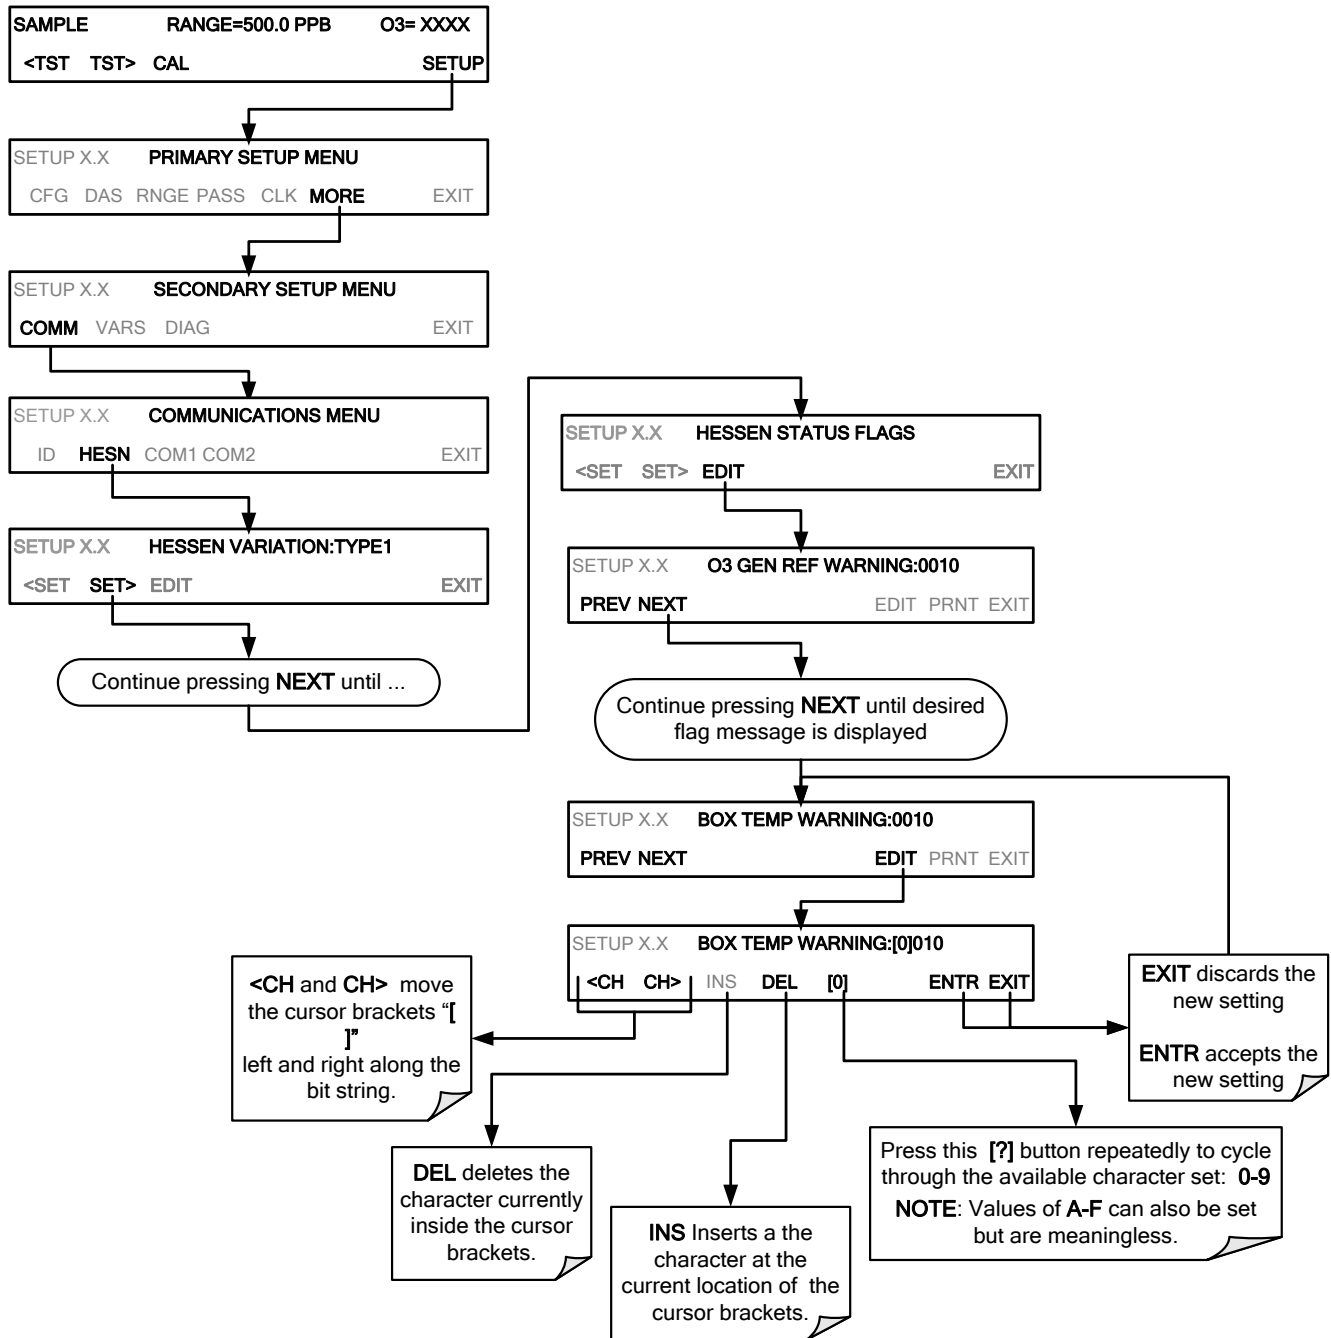 SAMPLE RANGE=500.0 PPB O3= XXXX
<TST TST> CAL SETUP
SETUP X.X PRIMARY SETUP MENU
CFG DAS RNGE PASS CLK MORE EXIT
SETUP X.X SECONDARY SETUP MENU
COMM VARS DIAG EXIT
SETUP X.X COMMUNICATIONS MENU
ID HESN COM1 COM2 EXIT
SETUP X.X HESSEN VARIATION:TYPE1
<SET SET> EDIT EXIT
Continue pressing NEXT until ...
SETUP X.X HESSEN STATUS FLAGS
<SET SET> EDIT EXIT
SETUP X.X O3 GEN REF WARNING:0010
PREV NEXT EDIT PRNT EXIT
Continue pressing NEXT until desired
flag message is displayed
SETUP X.X BOX TEMP WARNING:0010
PREV NEXT EDIT PRNT EXIT
SETUP X.X BOX TEMP WARNING:[0]010
<CH CH> INS DEL [0] ENTR EXIT
<CH and CH> move
the cursor brackets “[
]”
left and right along the
bit string.
DEL deletes the
character currently
inside the cursor
brackets.
INS Inserts a the
character at the
current location of the
cursor brackets.
Press this [?] button repeatedly to cycle
through the available character set: 0-9
NOTE: Values of A-F can also be set
but are meaningless.
EXIT discards the
new setting
ENTR accepts the
new setting